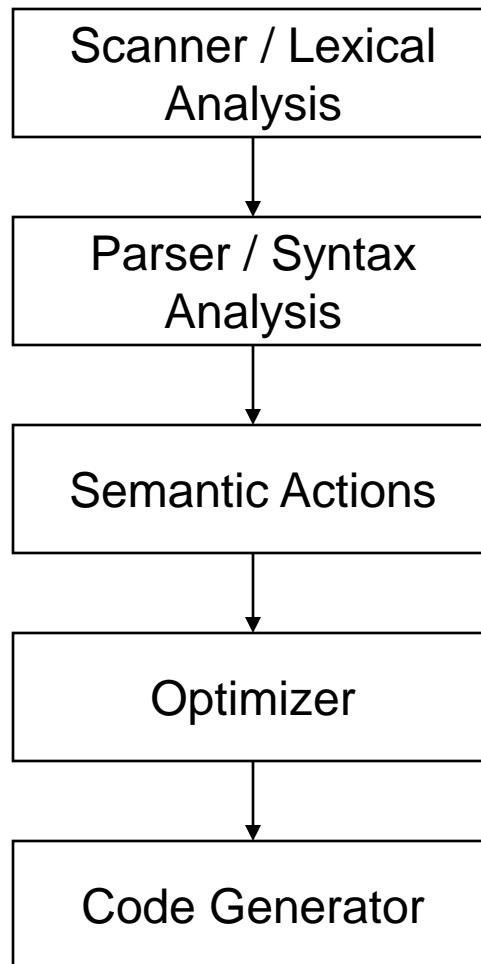 Scanner / Lexical
Analysis
Parser / Syntax
Analysis
Semantic Actions
Optimizer
Code Generator